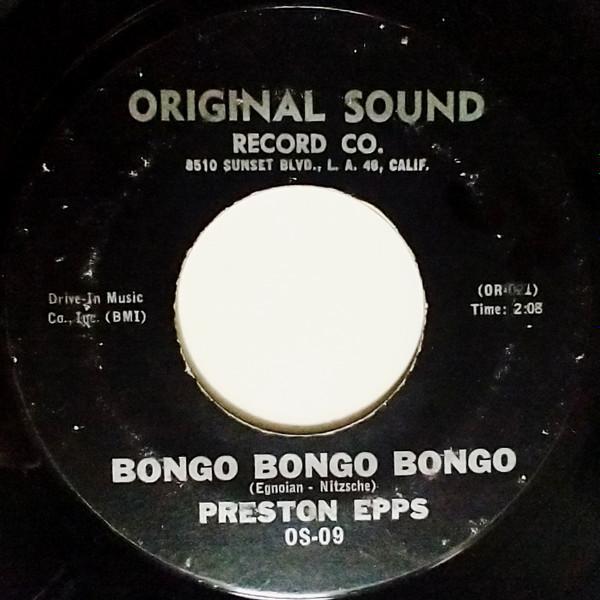 ORIGINAL SOUND
RECORD CO.
8510 SUNSET BLVD., L. A. 46, CALIF.
Drive-In Music
Co., Inc. (BMI)
Time: 2:08
BONGO BONGO BONGO
(Egnoian - Nitzsche)
PRESTON EPPS
OS-09